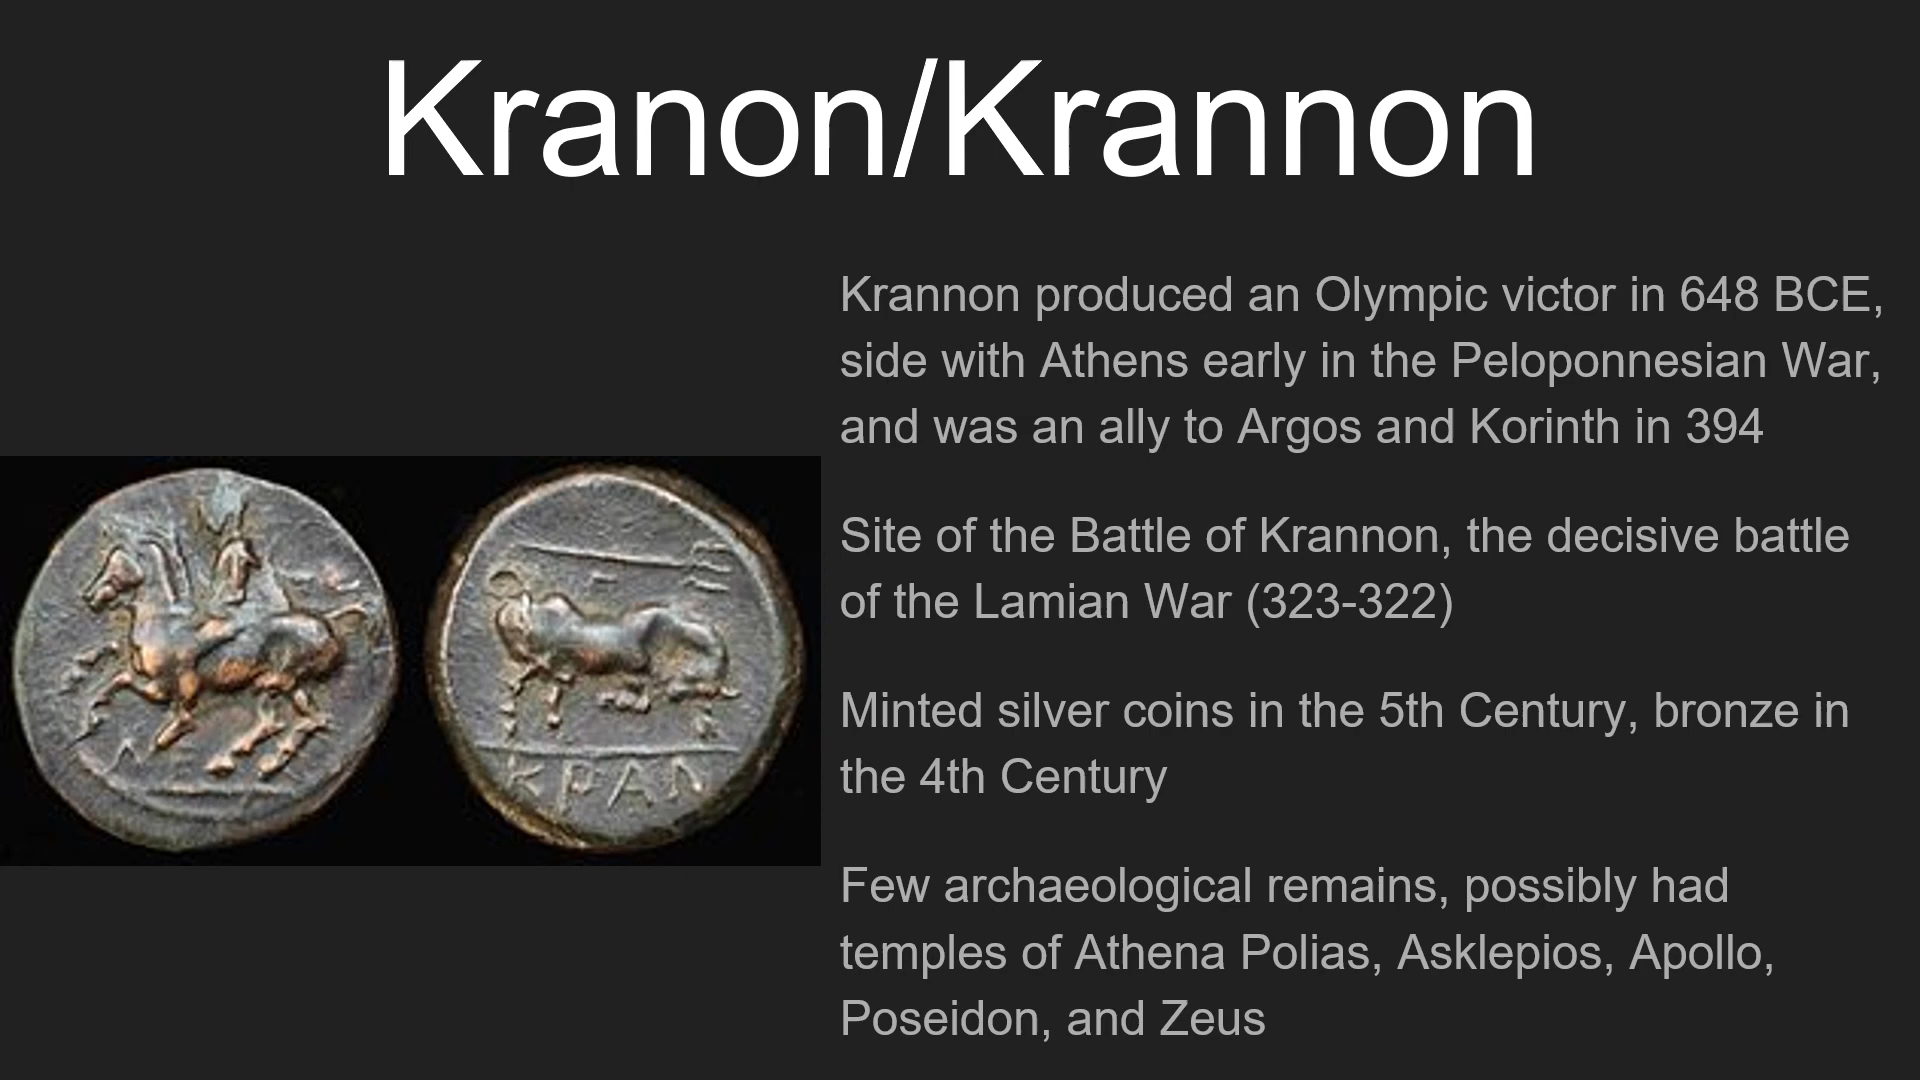 Kranon/Krannon
Krannon produced an Olympic victor in 648 BCE,
side with Athens early in the Peloponnesian War,
and was an ally to Argos and Korinth in 394
Site of the Battle of Krannon, the decisive battle
of the Lamian War (323-322)
Minted silver coins in the 5th Century, bronze in
the 4th Century
Few archaeological remains, possibly had
temples of Athena Polias, Asklepios, Apollo,
Poseidon, and Zeus
ΚΡΑΝ